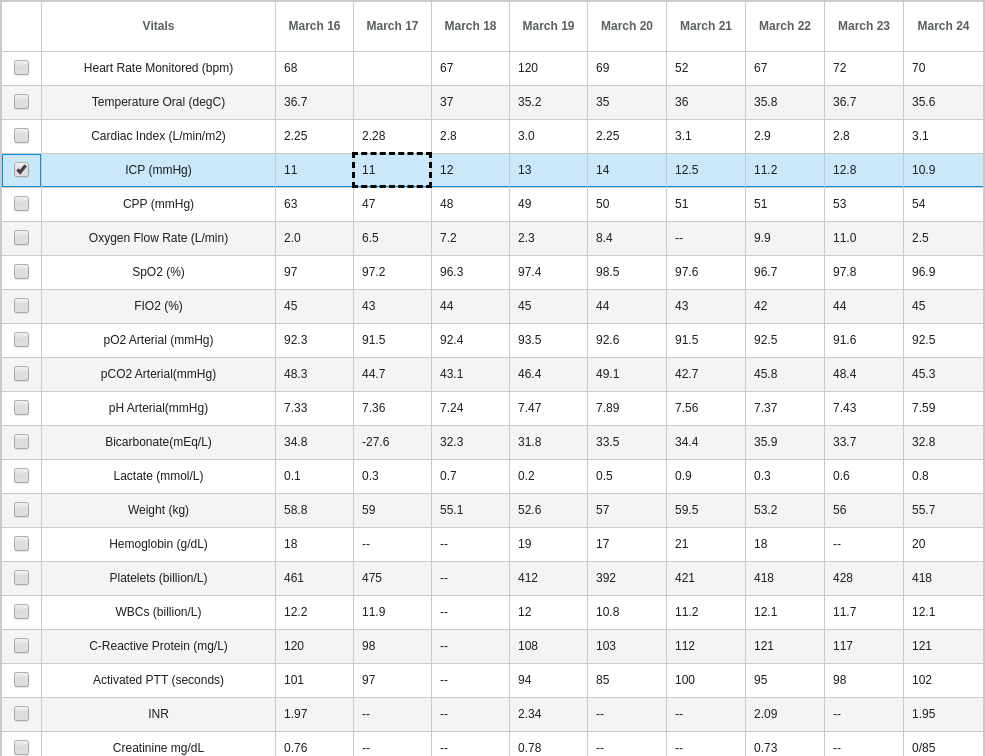 Vitals March 16 March 17 March 18 March 19 March 20 March 21 March 22 March 23 March 24
Heart Rate Monitored (bpm) 68 67 120 69 52 67 72 70
Temperature Oral (degC) 36.7 37 35.2 35 36 35.8 36.7 35.6
Cardiac Index (L/min/m2) 2.25 2.28 2.8 3.0 2.25 3.1 2.9 2.8 3.1
ICP (mmHg) 11 11 12 13 14 12.5 11.2 12.8 10.9
CPP (mmHg) 63 47 48 49 50 51 51 53 54
Oxygen Flow Rate (L/min) 2.0 6.5 7.2 2.3 8.4 -- 9.9 11.0 2.5
SpO2 (%) 97 97.2 96.3 97.4 98.5 97.6 96.7 97.8 96.9
FIO2 (%) 45 43 44 45 44 43 42 44 45
pO2 Arterial (mmHg) 92.3 91.5 92.4 93.5 92.6 91.5 92.5 91.6 92.5
pCO2 Arterial(mmHg) 48.3 44.7 43.1 46.4 49.1 42.7 45.8 48.4 45.3
pH Arterial(mmHg) 7.33 7.36 7.24 7.47 7.89 7.56 7.37 7.43 7.59
Bicarbonate(mEq/L) 34.8 -27.6 32.3 31.8 33.5 34.4 35.9 33.7 32.8
Lactate (mmol/L) 0.1 0.3 0.7 0.2 0.5 0.9 0.3 0.6 0.8
Weight (kg) 58.8 59 55.1 52.6 57 59.5 53.2 56 55.7
Hemoglobin (g/dL) 18 -- -- 19 17 21 18 -- 20
Platelets (billion/L) 461 475 -- 412 392 421 418 428 418
WBCs (billion/L) 12.2 11.9 -- 12 10.8 11.2 12.1 11.7 12.1
C-Reactive Protein (mg/L) 120 98 -- 108 103 112 121 117 121
Activated PTT (seconds) 101 97 -- 94 85 100 95 98 102
INR 1.97 -- -- 2.34 -- -- 2.09 -- 1.95
Creatinine mg/dL 0.76 -- -- 0.78 -- -- 0.73 -- 0/85